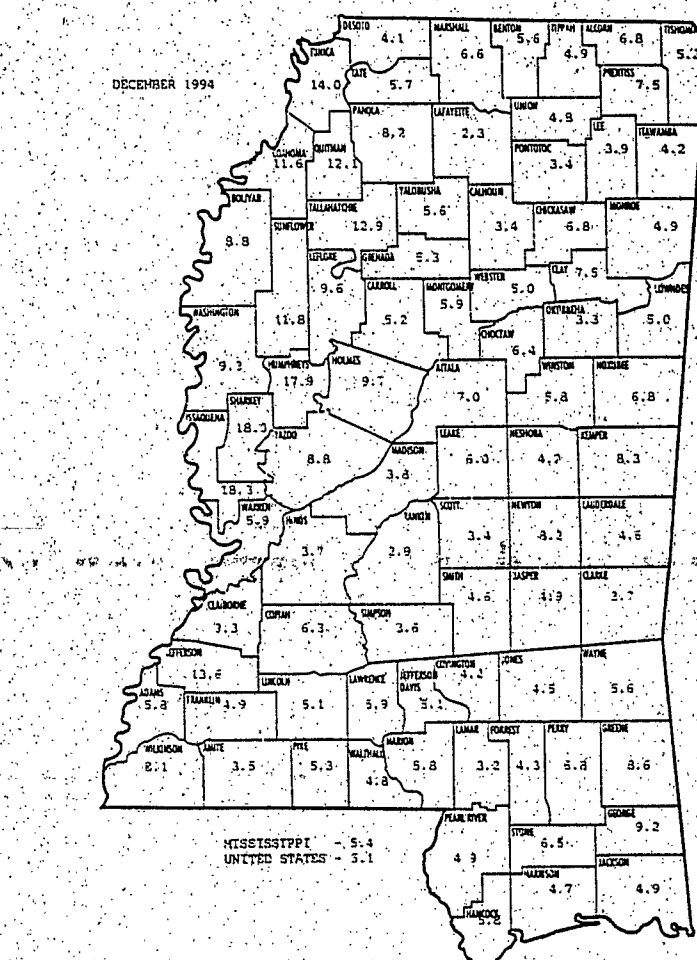 DESOTO 4.1
MARSHALL 6.6
BENTON 5.6
TIPPAH 4.9
ALCORN 6.8
TISHOMI
TUNICA 14.0
TATE 5.7
DECEMBER 1994
PRENTISS 7.5
PANOLA 8.2
LAFAYETTE 2.3
UNION 4.8
LEE 3.9
ITAWAMBA 4.2
COAHOMA 11.6
QUITMAN 12.1
PONTOTOC 3.4
BOLIVAR 8.8
SUNFLOWER 11.8
TALLAHATCHIE 12.9
YALOBUSHA 5.6
CALHOUN 3.4
CHICKASAW 6.8
MONROE 4.9
LEFLORE 9.6
GRENADA 5.3
CARROLL 5.2
MONTGOMERY 5.9
WEBSTER 5.0
CLAY 7.5
LOWNDES 5.0
WASHINGTON
OKTIBBEHA 3.3
CHOCTAW 6.4
HUMPHREYS 17.9
HOLMES 9.7
ATTALA 7.0
WINSTON 5.8
NOXUBEE 6.8
SHARKEY
ISSAQUENA 18.3
YAZOO 8.8
MADISON 3.8
LEAKE 6.0
NESHOBA
KEMPER 8.3
WARREN 5.9
HINDS 3.7
RANKIN 2.9
SCOTT 3.4
NEWTON
LAUDERDALE 4.6
SMITH 4.6
JASPER
CLARKE
CLAIBORNE
COPIAH 6.3
SIMPSON 3.6
JEFFERSON 13.6
LINCOLN 5.1
LAWRENCE
JEFFERSON DAVIS
COVINGTON
JONES 4.5
WAYNE 5.6
ADAMS 5.8
FRANKLIN 4.9
WILKINSON
AMITE 3.5
PIKE 5.3
WALTHALL 4.8
MARION 5.8
LAMAR 3.2
FORREST 4.3
PERRY
GREENE 8.6
MISSISSIPPI - 5.4
UNITED STATES - 5.1
PEARL RIVER
STONE 6.5
GEORGE 9.2
HARRISON 4.7
JACKSON 4.9
HANCOCK